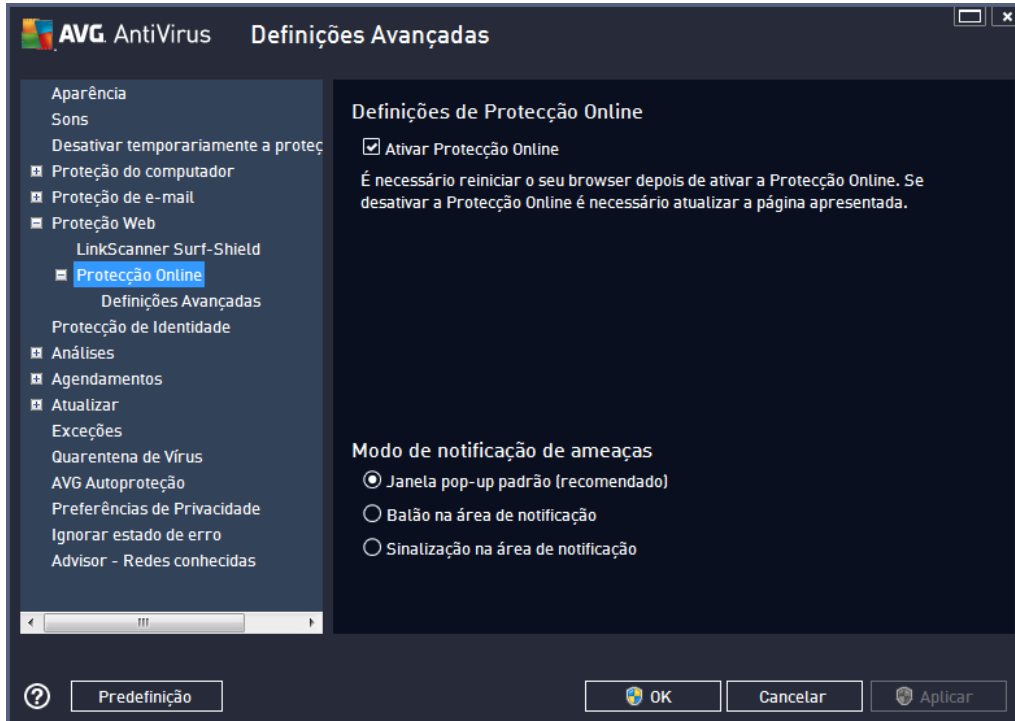 AVG AntiVirus Definições Avançadas
Aparência
Sons
Desativar temporariamente a proteç
Proteção do computador
Proteção de e-mail
Proteção Web
LinkScanner Surf-Shield
Protecção Online
Definições Avançadas
Protecção de Identidade
Análises
Agendamentos
Atualizar
Exceções
Quarentena de Vírus
AVG Autoproteção
Preferências de Privacidade
Ignorar estado de erro
Advisor - Redes conhecidas
Definições de Protecção Online
Ativar Protecção Online
É necessário reiniciar o seu browser depois de ativar a Protecção Online. Se
desativar a Protecção Online é necessário atualizar a página apresentada.
Modo de notificação de ameaças
Janela pop-up padrão (recomendado)
Balão na área de notificação
Sinalização na área de notificação
Predefinição
OK
Cancelar
Aplicar